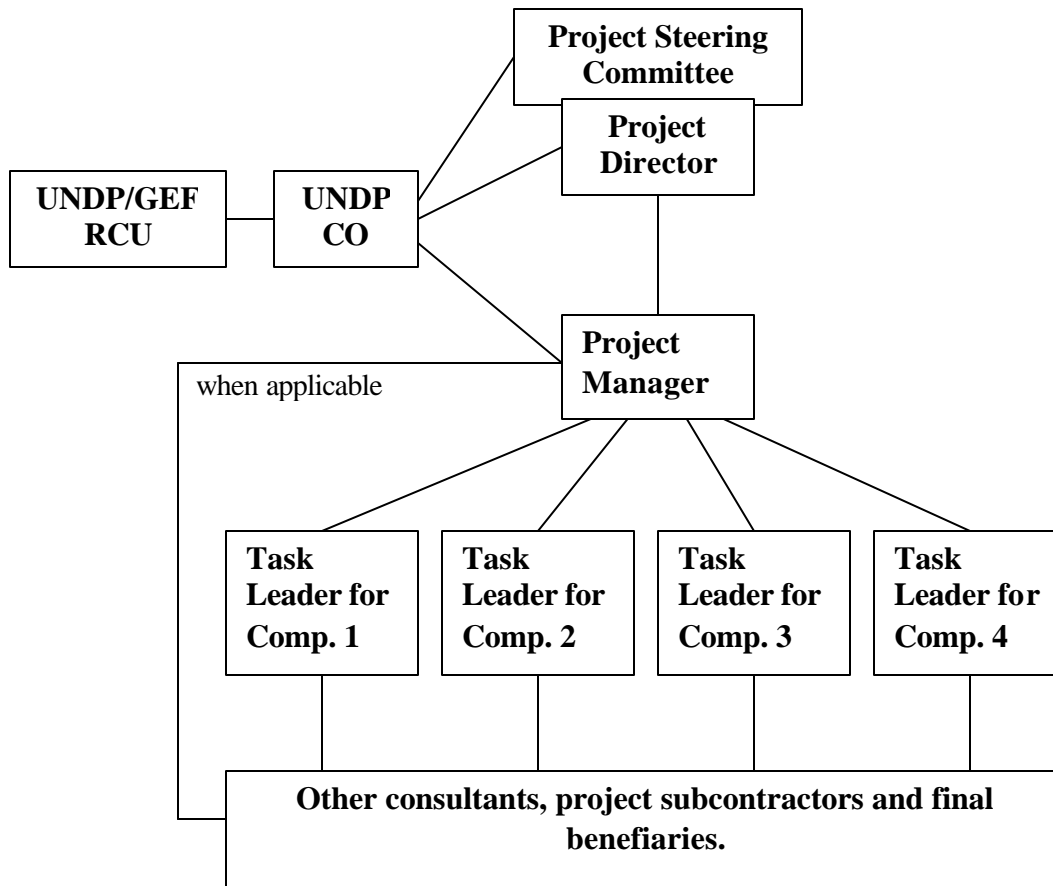 Project Steering
Committee
Project
Director
UNDP/GEF
RCU
UNDP
CO
Project
Manager
when applicable
Task
Leader for
Comp. 1
Task
Leader for
Comp. 2
Task
Leader for
Comp. 3
Task
Leader for
Comp. 4
Other consultants, project subcontractors and final
benefiaries.